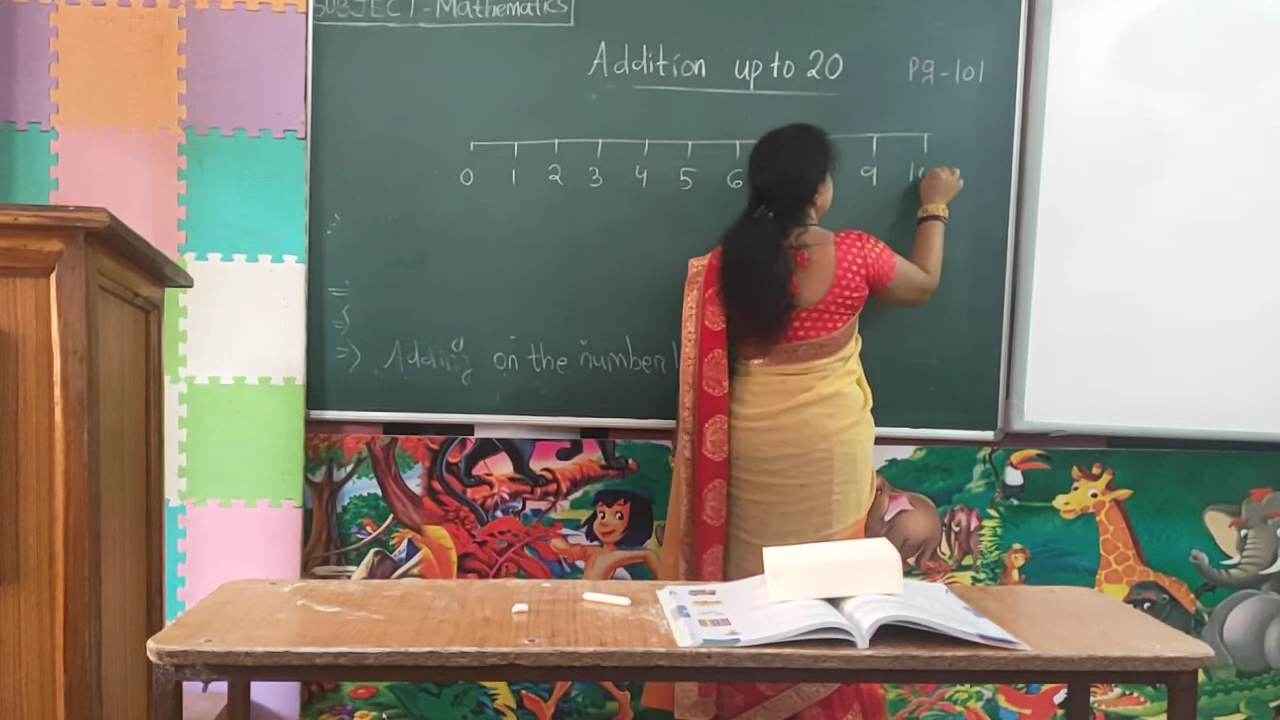 SUBJECT-Mathematics
Addition up to 20
Pg-101
0 1 2 3 4 5 6 9 10
=> Adding on the number